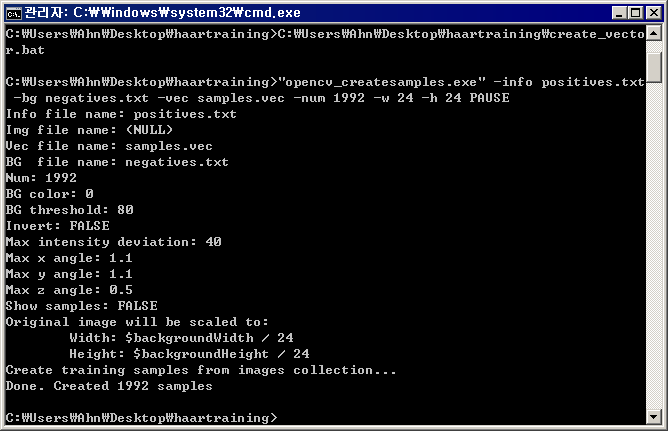 관리자: C:₩Windows₩system32₩cmd.exe
C:₩Users₩Ahn₩Desktop₩haartraining>C:₩Users₩Ahn₩Desktop₩haartraining₩create_vecto
r.bat
C:₩Users₩Ahn₩Desktop₩haartraining>"opencv_createsamples.exe" -info positives.txt
-bg negatives.txt -vec samples.vec -num 1992 -w 24 -h 24 PAUSE
Info file name: positives.txt
Img file name: (NULL)
Vec file name: samples.vec
BG  file name: negatives.txt
Num: 1992
BG color: 0
BG threshold: 80
Invert: FALSE
Max intensity deviation: 40
Max x angle: 1.1
Max y angle: 1.1
Max z angle: 0.5
Show samples: FALSE
Original image will be scaled to:
Width: $backgroundWidth / 24
Height: $backgroundHeight / 24
Create training samples from images collection...
Done. Created 1992 samples
C:₩Users₩Ahn₩Desktop₩haartraining>